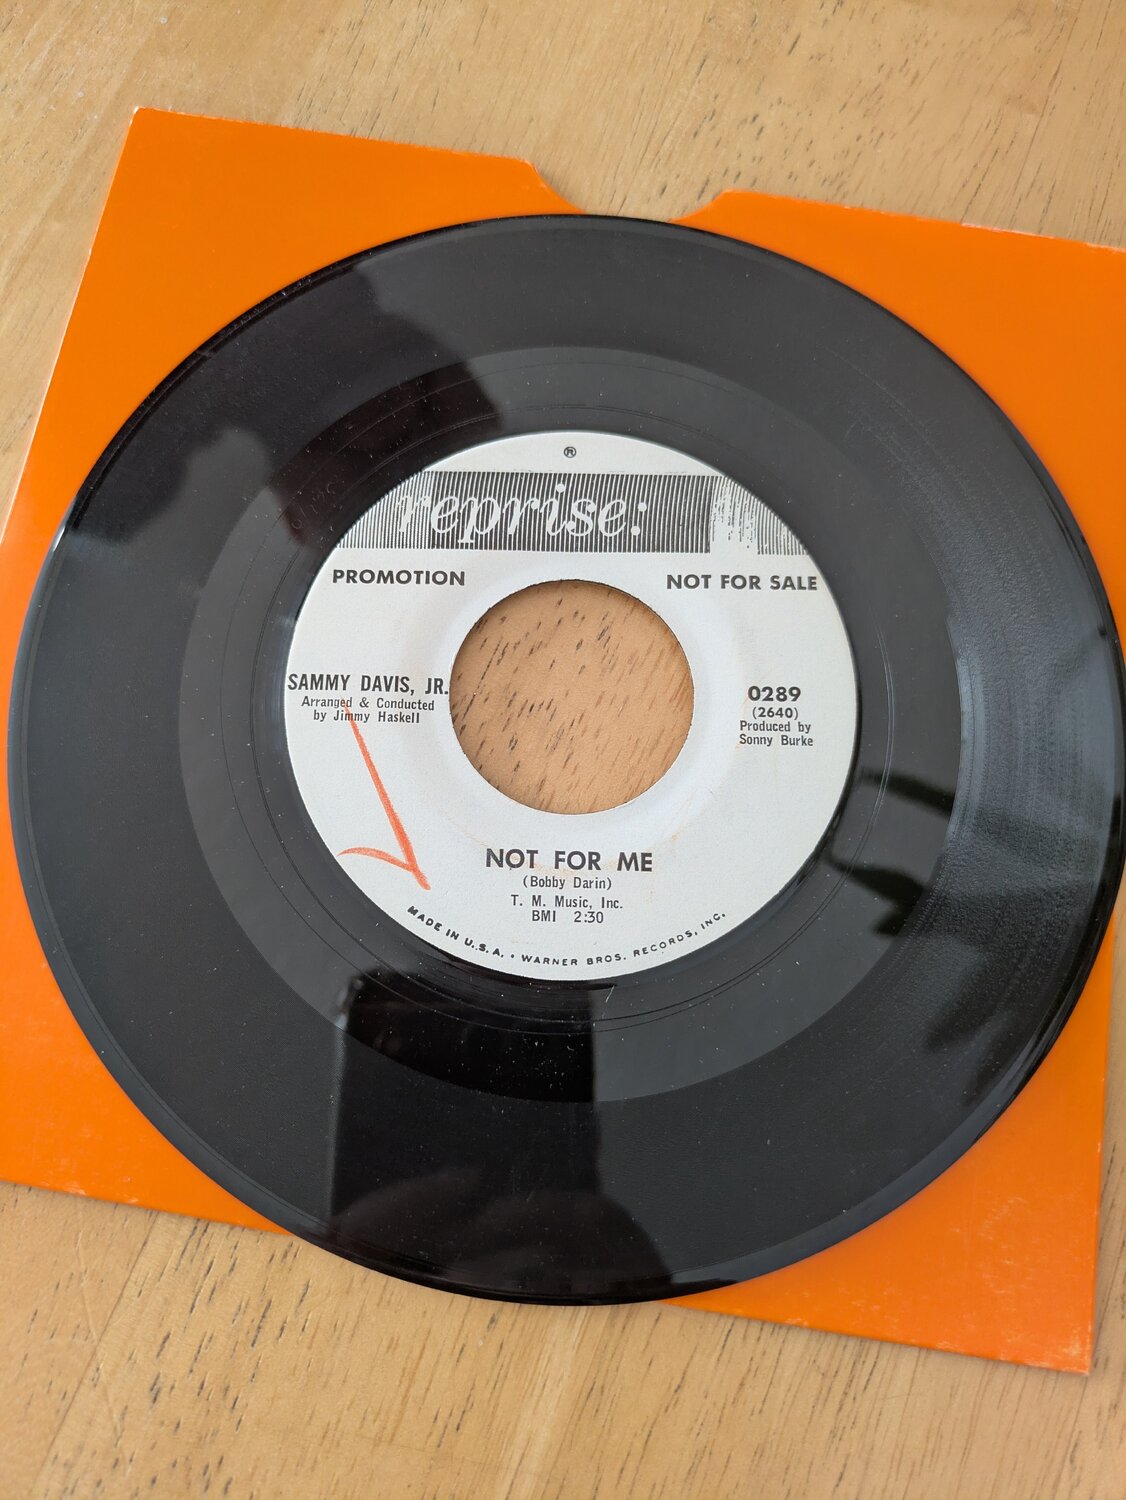 ®
reprise:
PROMOTION NOT FOR SALE
SAMMY DAVIS, JR.
Arranged & Conducted
by Jimmy Haskell
0289
(2640)
Produced by
Sonny Burke
NOT FOR ME
(Bobby Darin)
T. M. Music, Inc.
BMI 2:30
MADE IN U.S.A. • WARNER BROS. RECORDS, INC.